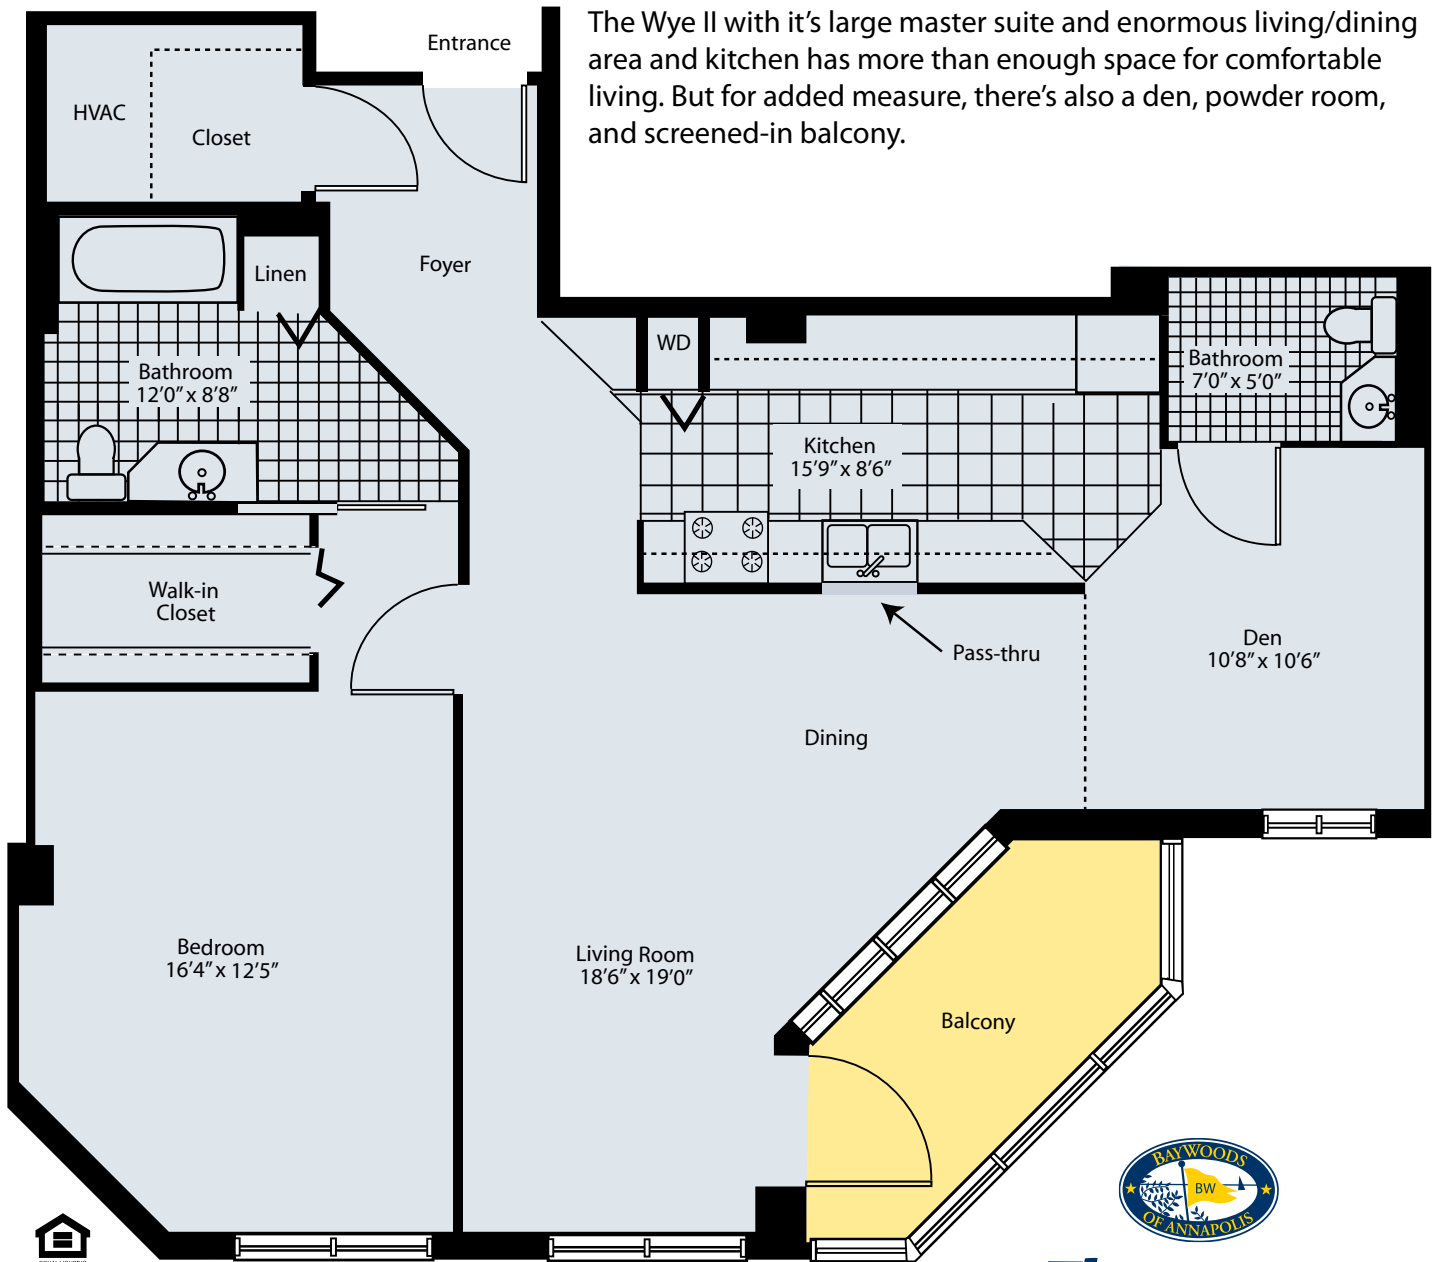 The Wye II with it's large master suite and enormous living/dining
area and kitchen has more than enough space for comfortable
living. But for added measure, there's also a den, powder room,
and screened-in balcony.
Entrance
HVAC
Closet
Foyer
Linen
WD
Bathroom
12'0" x 8'8"
Bathroom
7'0" x 5'0"
Kitchen
15'9" x 8'6"
Walk-in
Closet
Pass-thru
Den
10'8" x 10'6"
Dining
Bedroom
16'4" x 12'5"
Living Room
18'6" x 19'0"
Balcony
BAYWOODS
BW
OF ANNAPOLIS